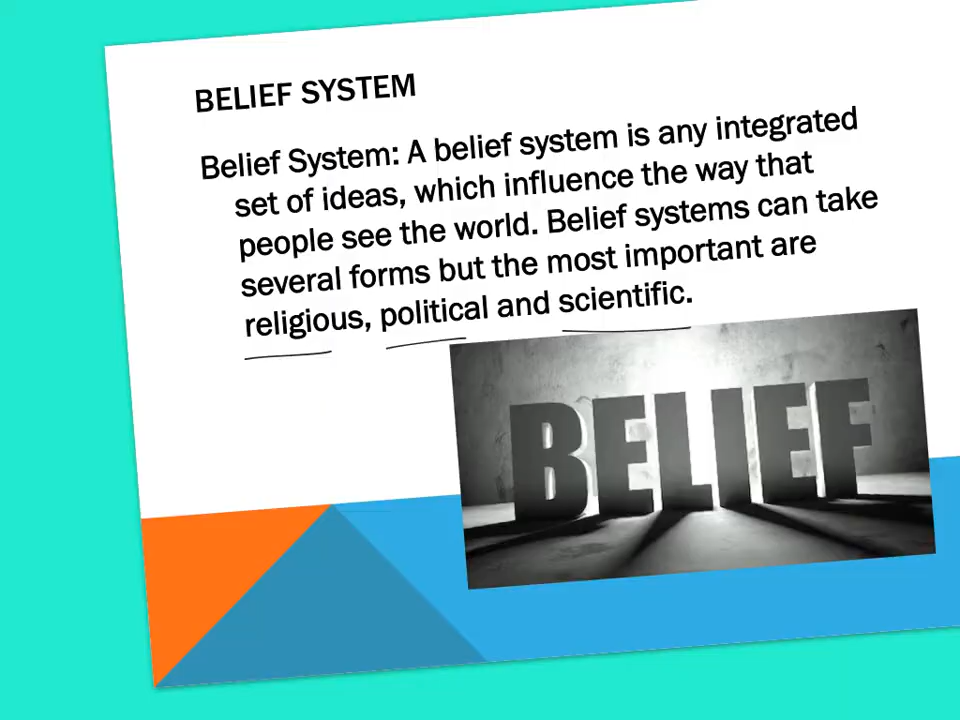 BELIEF SYSTEM
Belief System: A belief system is any integrated
set of ideas, which influence the way that
people see the world. Belief systems can take
several forms but the most important are
religious, political and scientific.
BELIEF